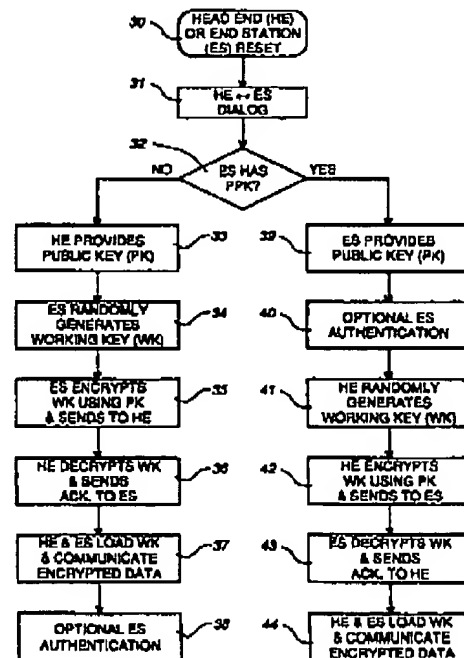 30
HEAD END (HE)
OR END STATION
(ES) RESET
31
HE ↔ ES
DIALOG
32
ES HAS
PPK?
NO
YES
HE PROVIDES
PUBLIC KEY (PK)
33
ES RANDOMLY
GENERATES
WORKING KEY (WK)
34
ES ENCRYPTS
WK USING PK
& SENDS TO HE
35
HE DECRYPTS WK
& SENDS
ACK. TO ES
36
HE & ES LOAD WK
& COMMUNICATE
ENCRYPTED DATA
37
OPTIONAL ES
AUTHENTICATION
38
39
ES PROVIDES
PUBLIC KEY (PK)
40
OPTIONAL ES
AUTHENTICATION
41
HE RANDOMLY
GENERATES
WORKING KEY (WK)
42
HE ENCRYPTS
WK USING PK
& SENDS TO ES
43
ES DECRYPTS WK
& SENDS
ACK. TO HE
44
HE & ES LOAD WK
& COMMUNICATE
ENCRYPTED DATA